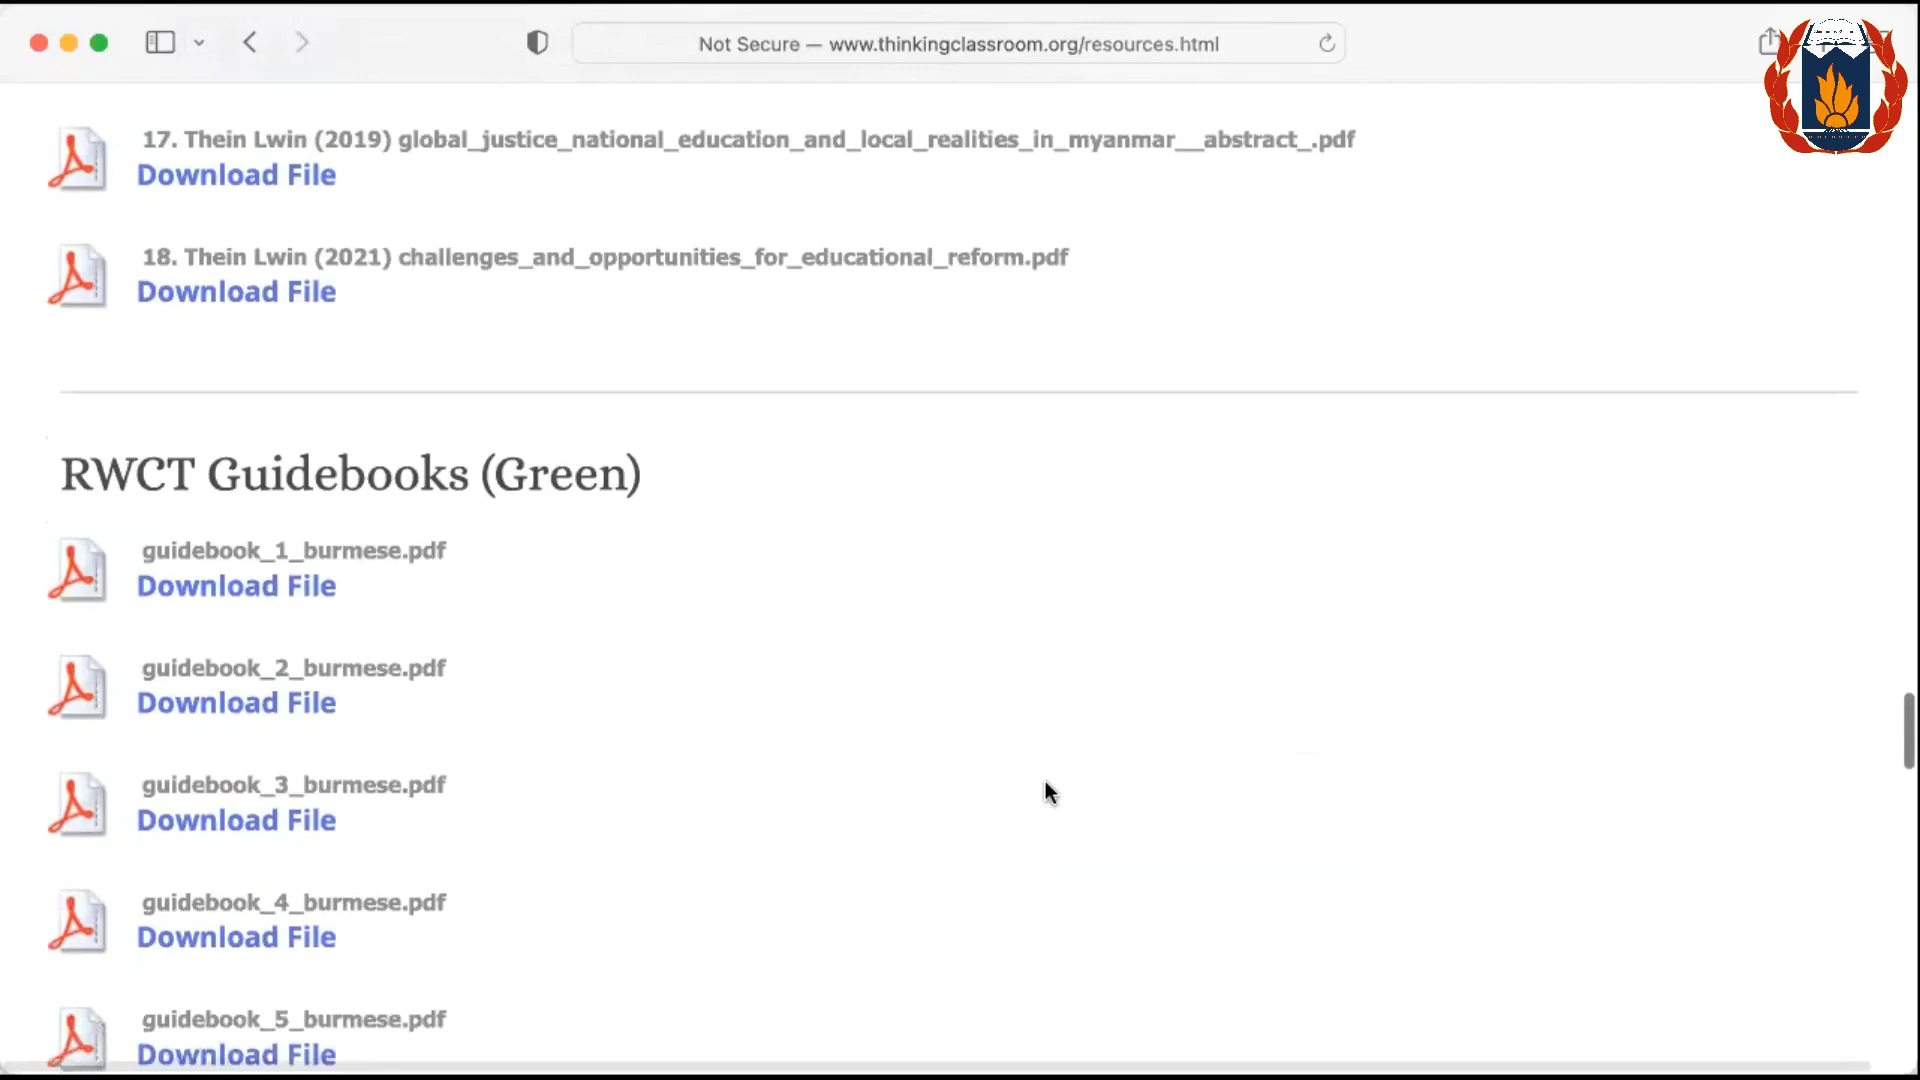 Not Secure — www.thinkingclassroom.org/resources.html
17. Thein Lwin (2019) global_justice_national_education_and_local_realities_in_myanmar__abstract_.pdf
Download File
18. Thein Lwin (2021) challenges_and_opportunities_for_educational_reform.pdf
Download File
RWCT Guidebooks (Green)
guidebook_1_burmese.pdf
Download File
guidebook_2_burmese.pdf
Download File
guidebook_3_burmese.pdf
Download File
guidebook_4_burmese.pdf
Download File
guidebook_5_burmese.pdf
Download File